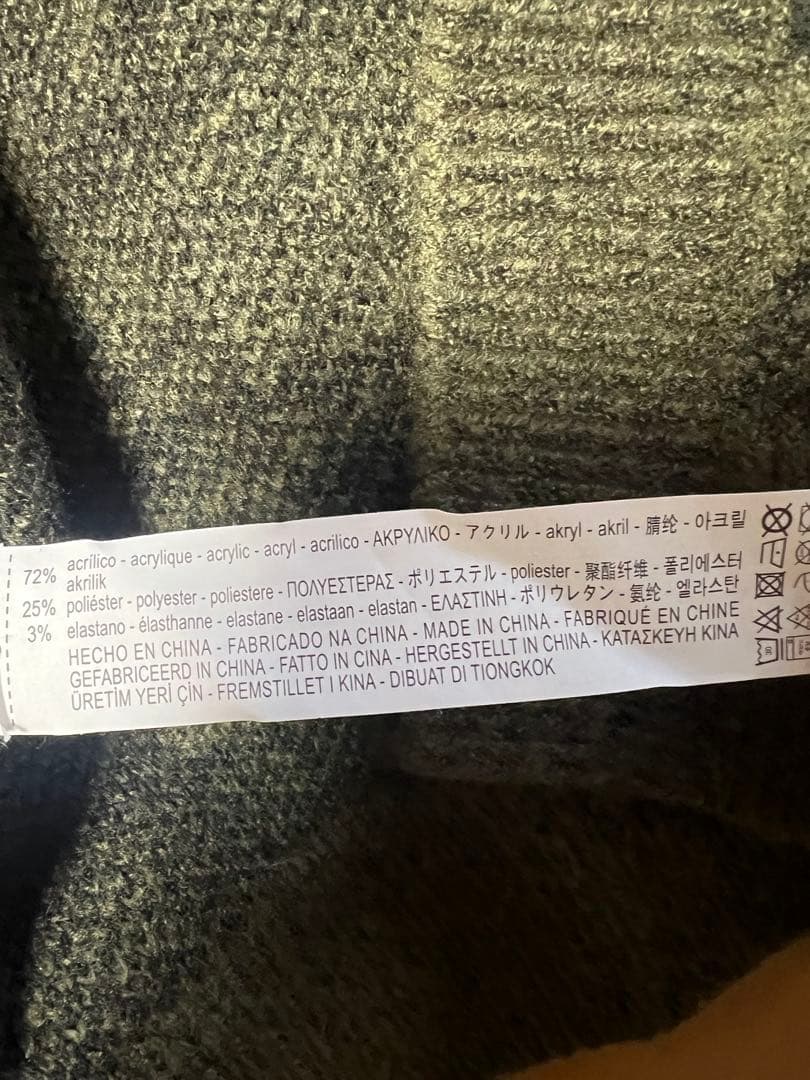 72% acrílico - acrylique - acrylic - acryl - acrilico - ΑΚΡΥΛΙΚΟ - アクリル - akryl - akril - 腈纶 - 아크릴
akrilik
25% poliéster - polyester - poliestere - ΠΟΛΥΕΣΤΕΡΑΣ - ポリエステル - poliester - 聚酯纤维 - 폴리에스터
3% elastano - élasthanne - elastane - elastaan - elastan - ΕΛΑΣΤΙΝΗ - ポリウレタン - 氨纶 - 엘라스탄
HECHO EN CHINA - FABRICADO NA CHINA - MADE IN CHINA - FABRIQUÉ EN CHINE
GEFABRICEERD IN CHINA - FATTO IN CINA - HERGESTELLT IN CHINA - ΚΑΤΑΣΚΕΥΗ ΚΙΝΑ
ÜRETİM YERİ ÇİN - FREMSTILLET I KINA - DIBUAT DI TIONGKOK